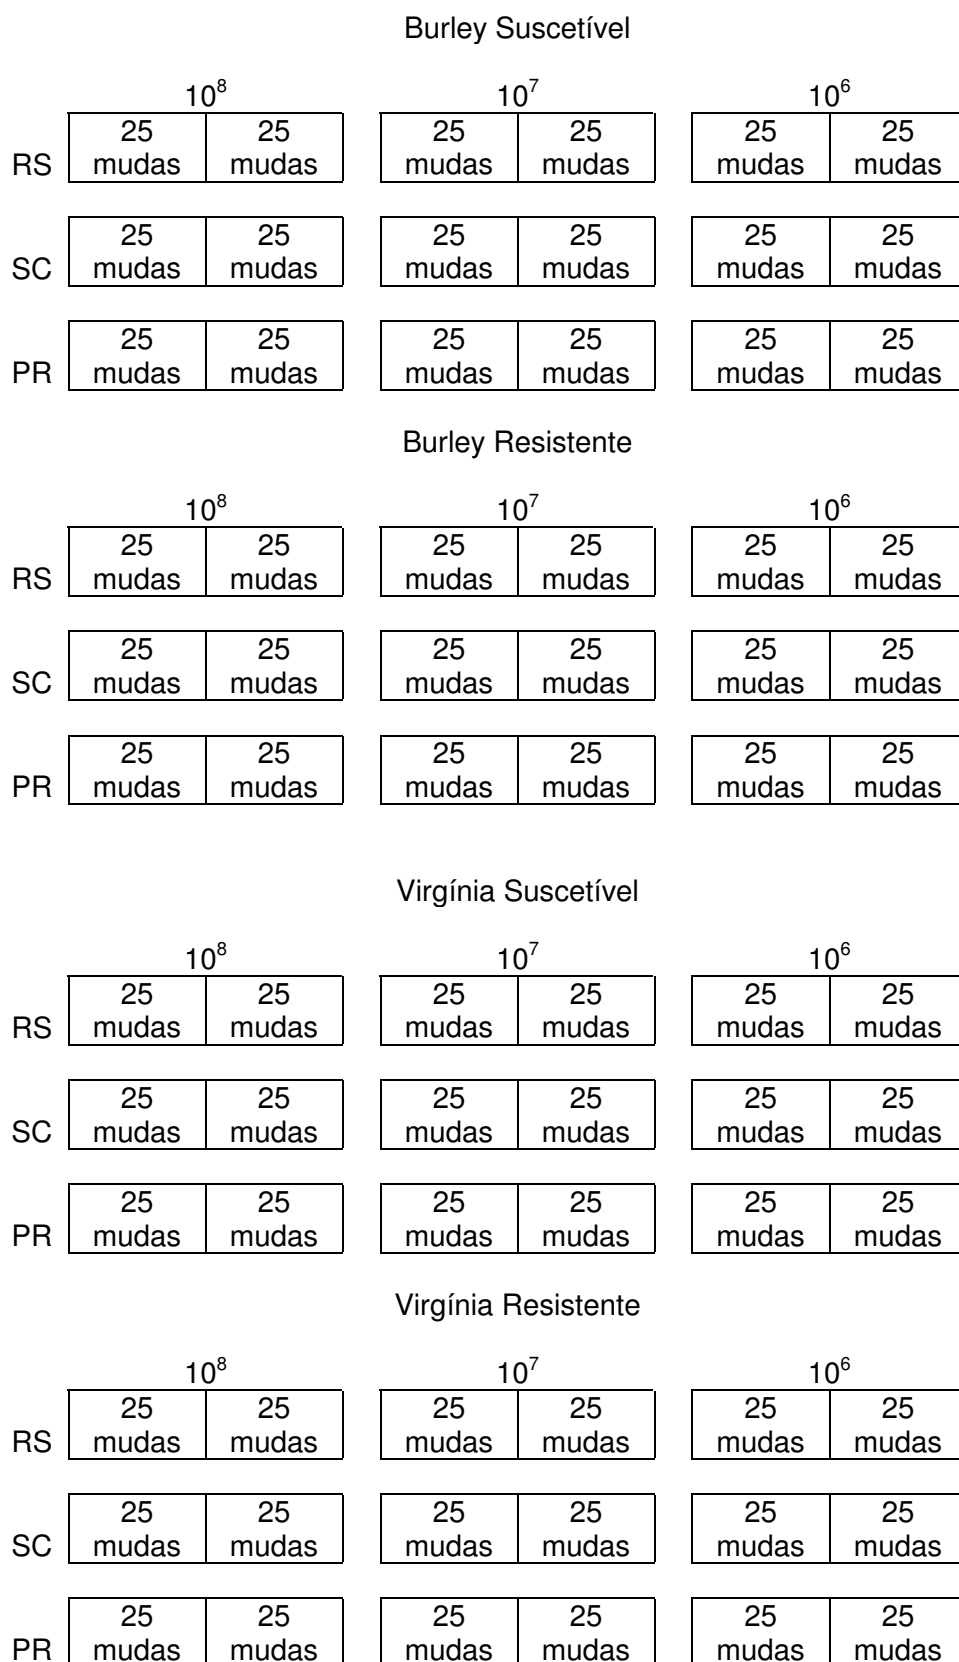 Burley Suscetível
10⁸ 10⁷ 10⁶
25 25 25 25 25 25
RS mudas mudas mudas mudas mudas mudas
25 25 25 25 25 25
SC mudas mudas mudas mudas mudas mudas
25 25 25 25 25 25
PR mudas mudas mudas mudas mudas mudas
Burley Resistente
10⁸ 10⁷ 10⁶
25 25 25 25 25 25
RS mudas mudas mudas mudas mudas mudas
25 25 25 25 25 25
SC mudas mudas mudas mudas mudas mudas
25 25 25 25 25 25
PR mudas mudas mudas mudas mudas mudas
Virgínia Suscetível
10⁸ 10⁷ 10⁶
25 25 25 25 25 25
RS mudas mudas mudas mudas mudas mudas
25 25 25 25 25 25
SC mudas mudas mudas mudas mudas mudas
25 25 25 25 25 25
PR mudas mudas mudas mudas mudas mudas
Virgínia Resistente
10⁸ 10⁷ 10⁶
25 25 25 25 25 25
RS mudas mudas mudas mudas mudas mudas
25 25 25 25 25 25
SC mudas mudas mudas mudas mudas mudas
25 25 25 25 25 25
PR mudas mudas mudas mudas mudas mudas